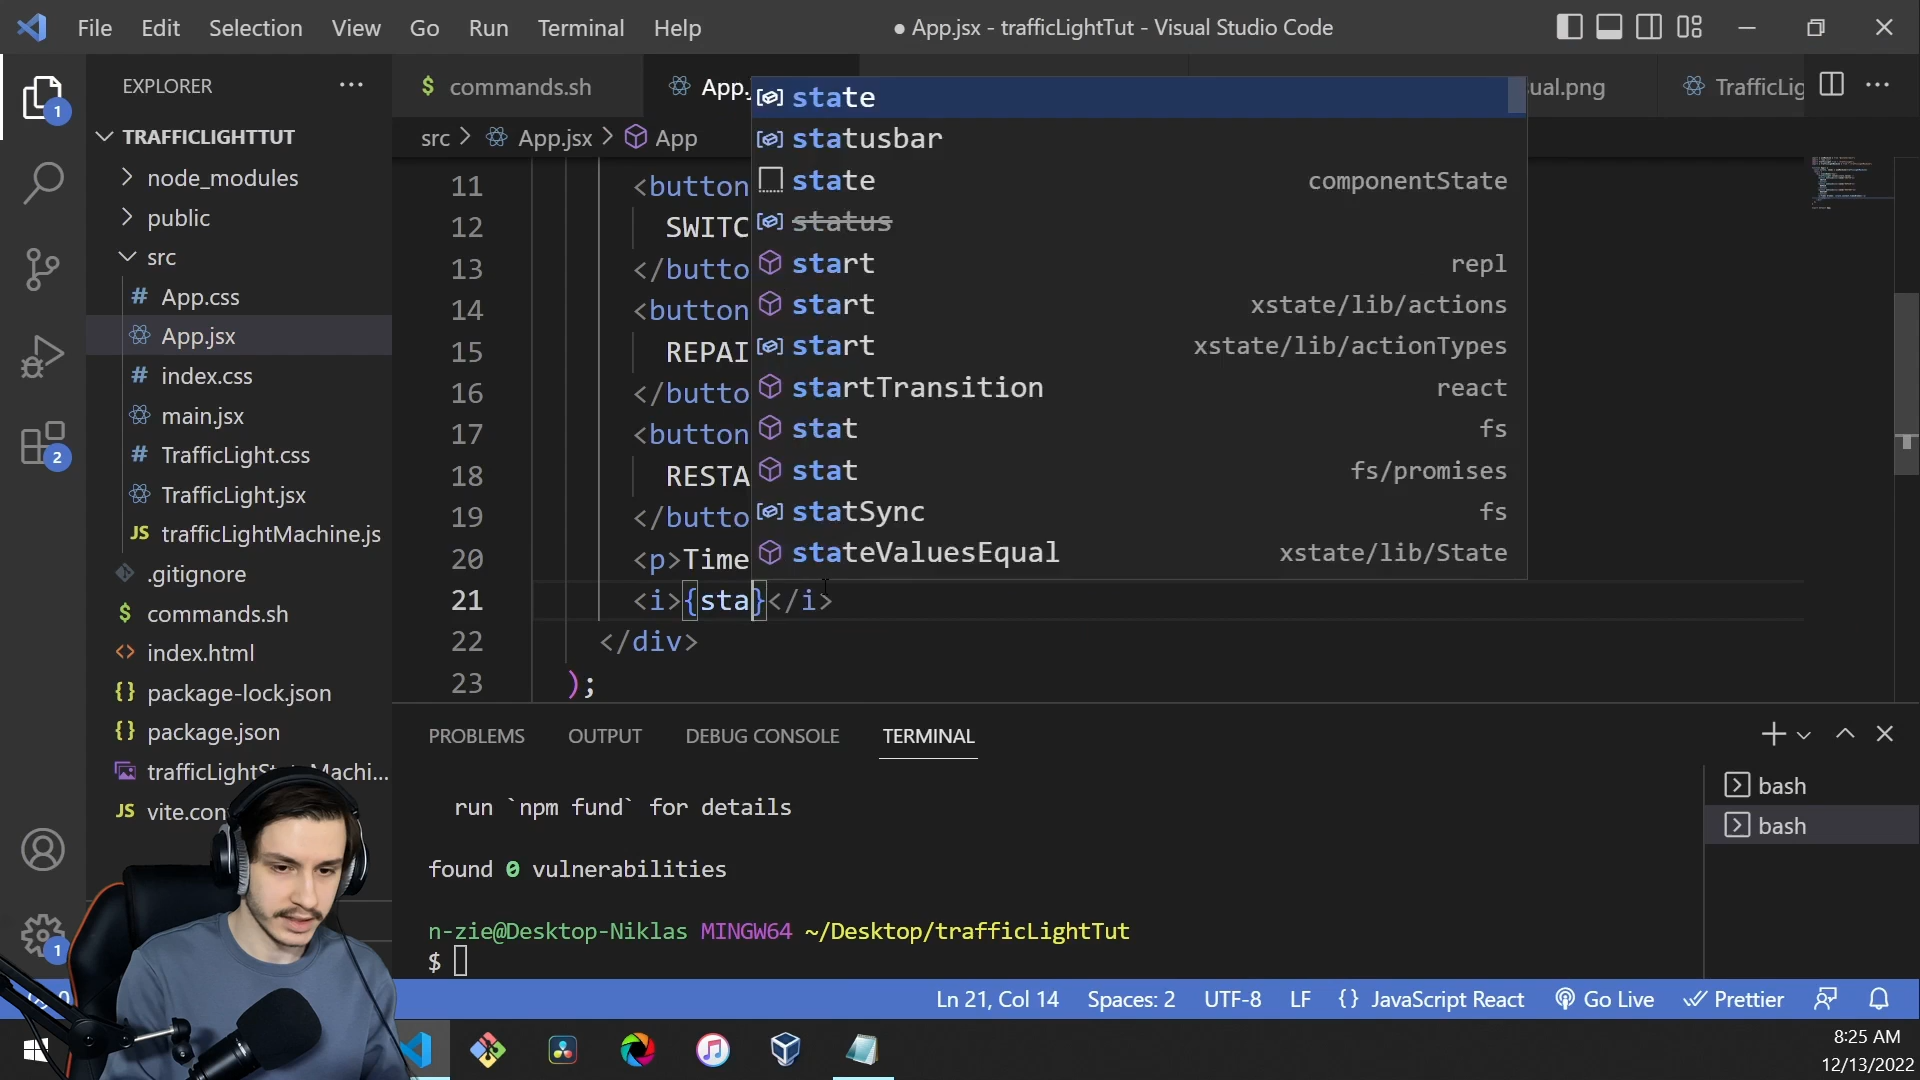 File Edit Selection View Go Run Terminal Help
● App.jsx - trafficLightTut - Visual Studio Code
EXPLORER
TRAFFICLIGHTTUT
node_modules
public
src
# App.css
App.jsx
# index.css
main.jsx
# TrafficLight.css
TrafficLight.jsx
JS trafficLightMachine.js
.gitignore
$ commands.sh
<> index.html
{} package-lock.json
{} package.json
JS
1
2
1
$ commands.sh
App.
TrafficLig
src > App.jsx > App
state
statusbar
state componentState
status
start repl
start xstate/lib/actions
start xstate/lib/actionTypes
startTransition react
stat fs
stat fs/promises
statSync fs
stateValuesEqual xstate/lib/State
11 <button
12 SWITC
13 </butto
14 <button
15 REPAI
16 </butto
17 <button
18 RESTA
19 </butto
20 <p>Time
21 <i>{sta}</i>
22 </div>
23 );
PROBLEMS OUTPUT DEBUG CONSOLE TERMINAL
run `npm fund` for details
found 0 vulnerabilities
n-zie@Desktop-Niklas MINGW64 ~/Desktop/trafficLightTut
$
bash
bash
Ln 21, Col 14 Spaces: 2 UTF-8 LF {} JavaScript React Go Live Prettier
8:25 AM
12/13/2022